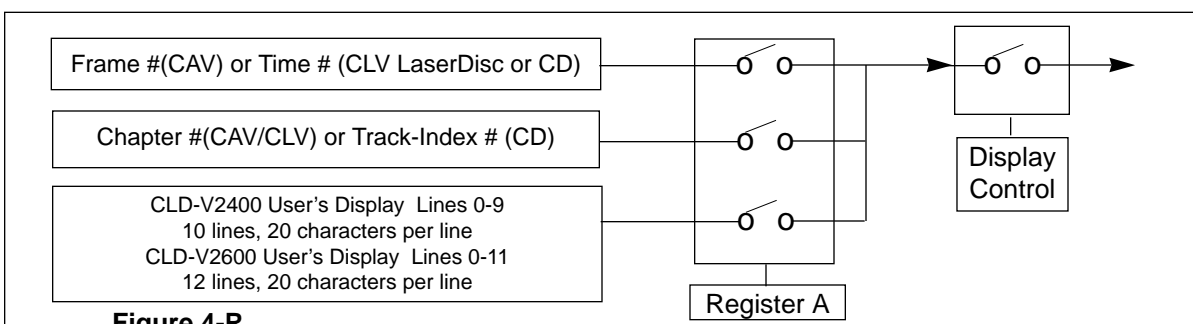 Frame #(CAV) or Time # (CLV LaserDisc or CD)
Chapter #(CAV/CLV) or Track-Index # (CD)
CLD-V2400 User's Display Lines 0-9
10 lines, 20 characters per line
CLD-V2600 User's Display Lines 0-11
12 lines, 20 characters per line
Register A
Display
Control
Figure 4-B